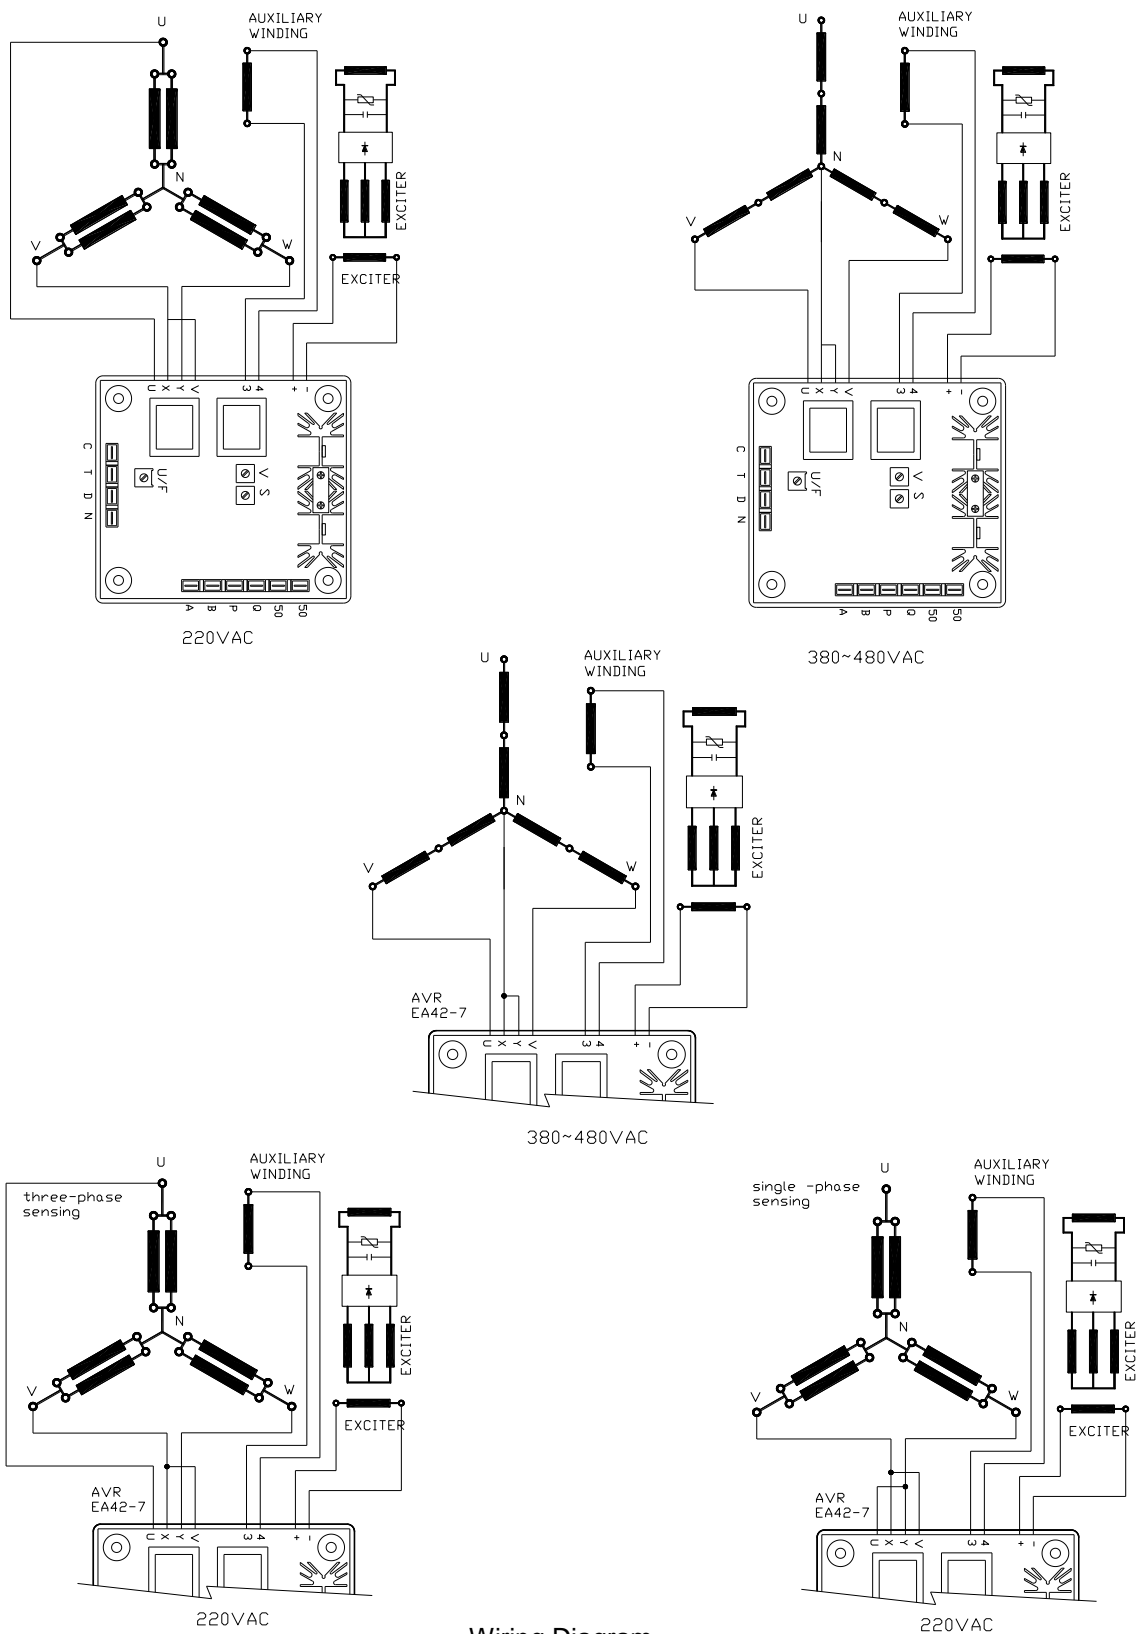 U
AUXILIARY
WINDING
N
V
W
EXCITER
EXCITER
U X Y V 3 4 + -
C
T
D
N
U/F
V
S
A B P Q 50 50
220VAC
U
AUXILIARY
WINDING
N
V
W
EXCITER
U X Y V 3 4 + -
C
T
D
N
U/F
V
S
A B P Q 50 50
380~480VAC
U
AUXILIARY
WINDING
N
V
W
EXCITER
AVR
EA42-7
U X Y V 3 4 + -
380~480VAC
three-phase
sensing
U
AUXILIARY
WINDING
N
V
W
EXCITER
EXCITER
AVR
EA42-7
U X Y V 3 4 + -
220VAC
single -phase
sensing
U
AUXILIARY
WINDING
N
V
W
EXCITER
EXCITER
AVR
EA42-7
U X Y V 3 4 + -
220VAC
Wiring Diagram